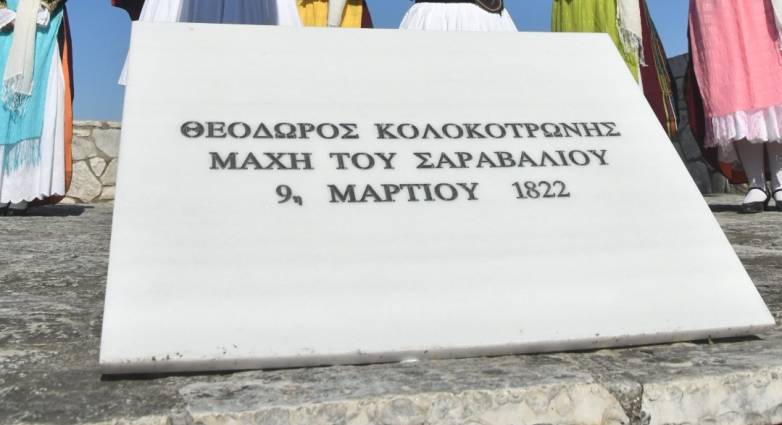 ΘΕΟΔΩΡΟΣ ΚΟΛΟΚΟΤΡΩΝΗΣ
ΜΑΧΗ ΤΟΥ ΣΑΡΑΒΑΛΙΟΥ
9η ΜΑΡΤΙΟΥ 1822